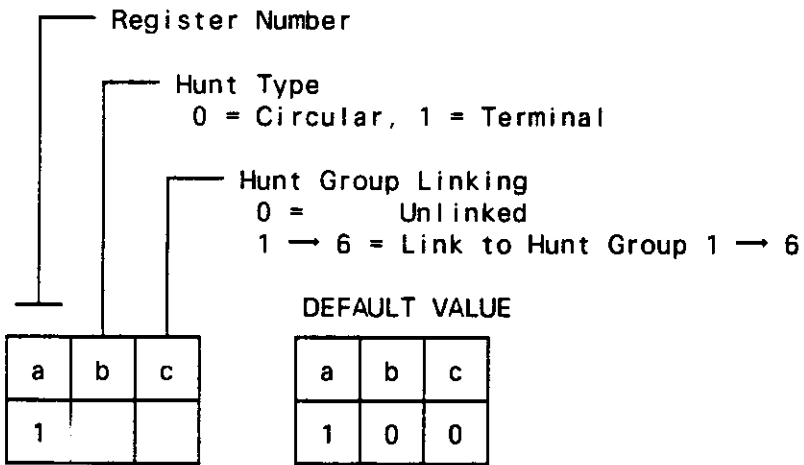 Register Number
Hunt Type
0 = Circular, 1 = Terminal
Hunt Group Linking
0 = Unlinked
1 → 6 = Link to Hunt Group 1 → 6
DEFAULT VALUE
a b c
1
a b c
1 0 0